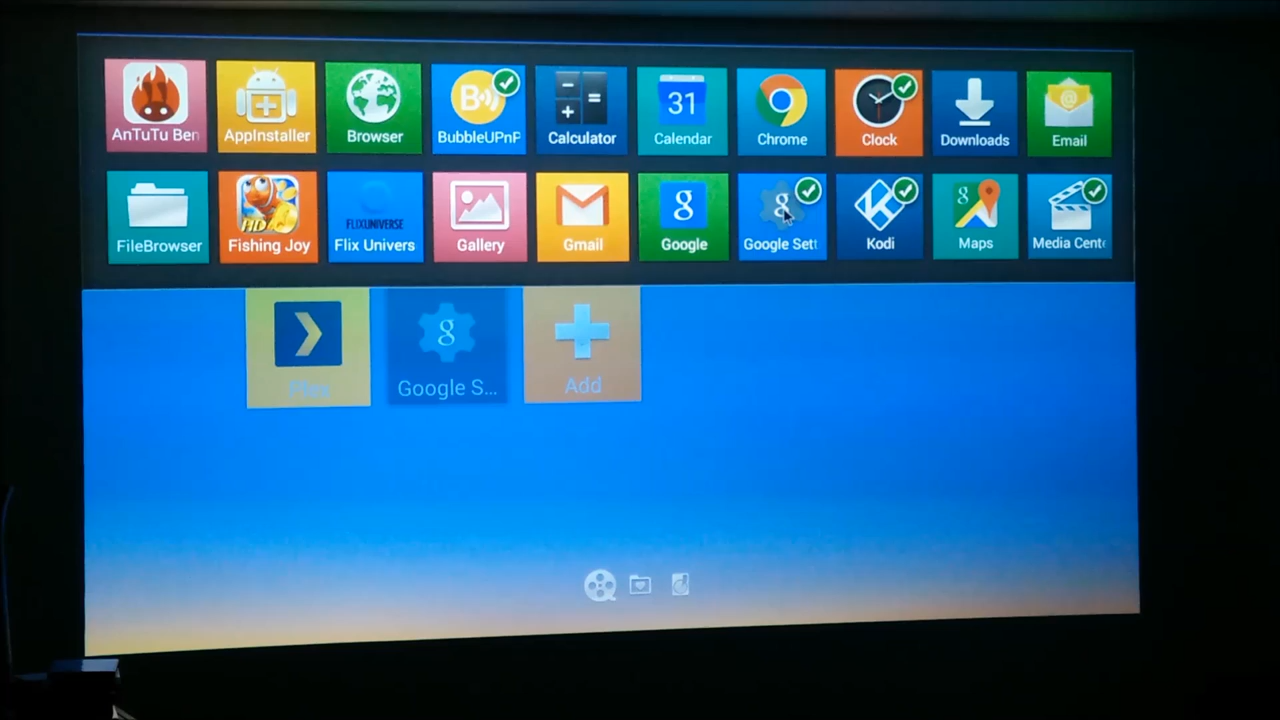 AnTuTu Ben
AppInstaller
Browser
BubbleUPnP
Calculator
31
Calendar
Chrome
Clock
Downloads
Email
FileBrowser
HD
Fishing Joy
FLIXUNIVERSE
Flix Univers
Gallery
Gmail
g
Google
g
Google Sett
Kodi
g
Maps
Media Cente
Plex
g
Google S...
Add